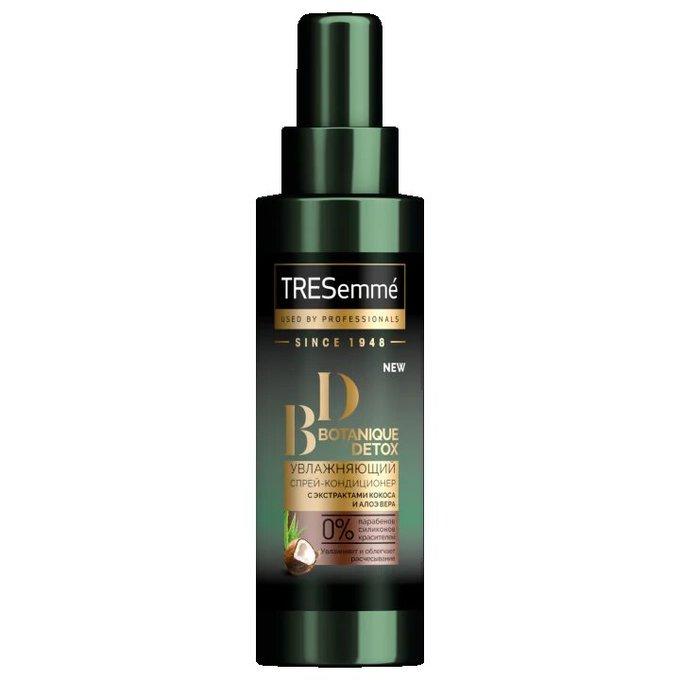 TRESemmé
USED BY PROFESSIONALS
SINCE 1948
NEW
BD
BOTANIQUE
DETOX
УВЛАЖНЯЮЩИЙ
СПРЕЙ-КОНДИЦИОНЕР
С ЭКСТРАКТАМИ КОКОСА
И АЛОЭ ВЕРА
0%
парабенов
силиконов
красителей
Увлажняет и облегчает
расчесывание